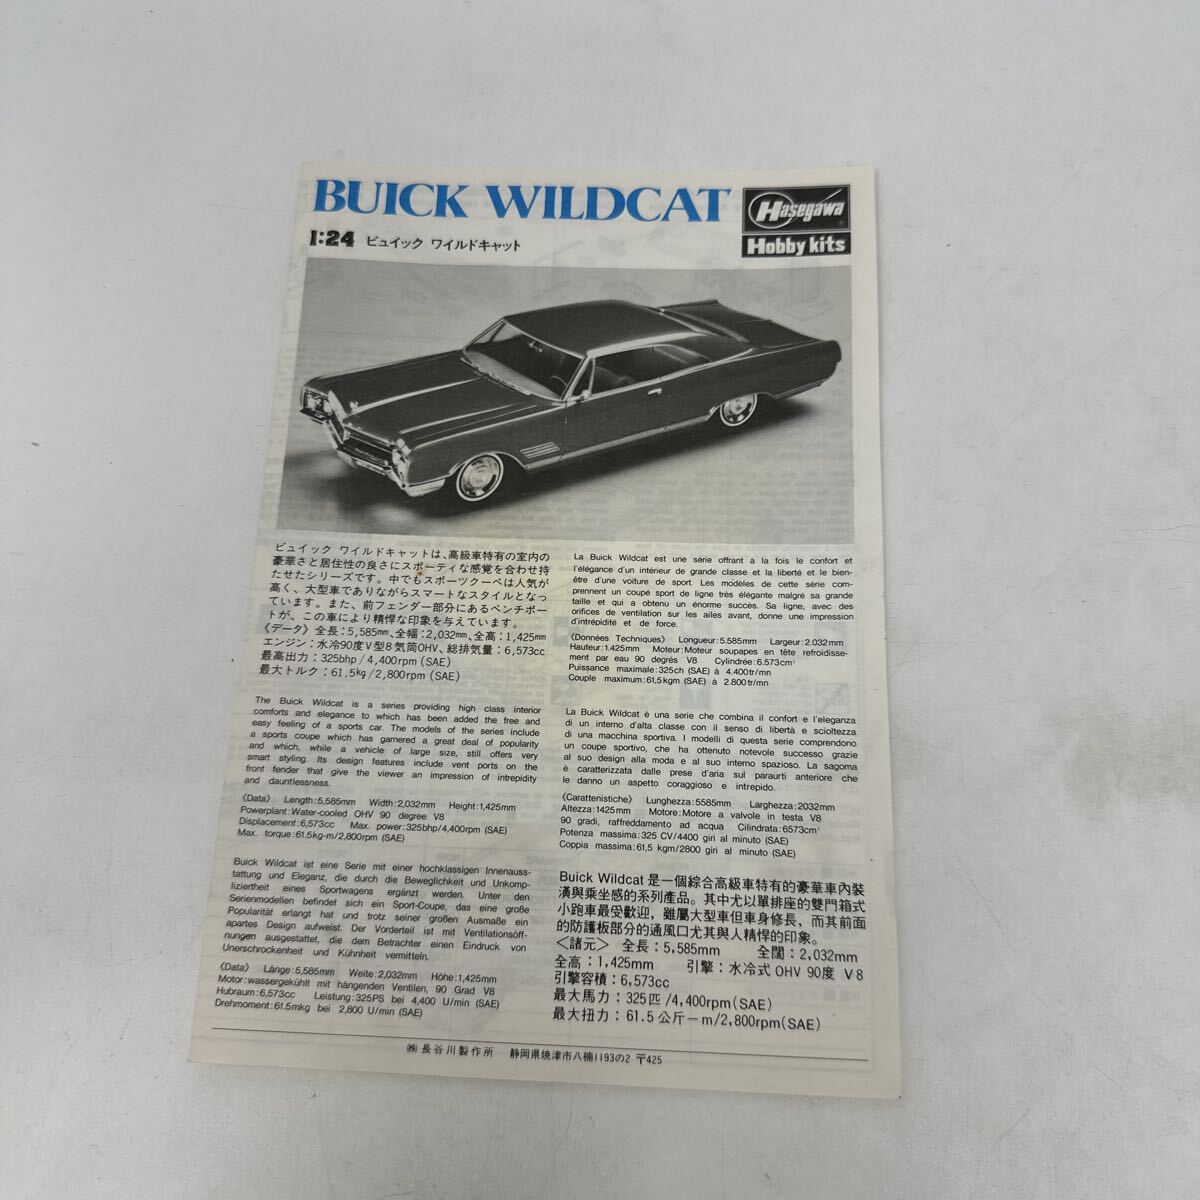 BUICK WILDCAT
Hasegawa
Hobby kits
1:24 ビュイック ワイルドキャット
ビュイック ワイルドキャットは、高級車特有の室内の
豪華さと居住性の良さにスポーティな感覚を合わせ持
たせたシリーズです。中でもスポーツクーペは人気が
高く、大型車でありながらスマートなスタイルとなっ
ています。また、前フェンダー部分にあるベンチポー
トが、この車により精悍な印象を与えています。
《データ》全長:5,585mm、全幅:2,032mm、全高:1,425mm
エンジン:水冷90度V型8気筒OHV、総排気量:6,573cc
最高出力:325bhp/4,400rpm (SAE)
最大トルク:61.5kg/2,800rpm (SAE)
The Buick Wildcat is a series providing high class interior
comforts and elegance to which has been added the free and
easy feeling of a sports car. The models of the series include
a sports coupe which has garnered a great deal of popularity
and which, while a vehicle of large size, still offers very
smart styling. Its design features include vent ports on the
front fender that give the viewer an impression of intrepidity
and dauntlessness.
《Data》 Length:5,585mm Width:2,032mm Height:1,425mm
Powerplant:Water-cooled OHV 90 degree V8
Displacement:6,573cc Max. power:325bhp/4,400rpm (SAE)
Max. torque:61.5kg-m/2,800rpm (SAE)
Buick Wildcat ist eine Serie mit einer hochklassigen Innenauss-
tattung und Eleganz, die durch die Beweglichkeit und Unkomp-
liziertheit eines Sportwagens ergänzt werden. Unter den
Serienmodellen befindet sich ein Sport-Coupe, das eine große
Popularität erlangt hat und trotz seiner großen Ausmaße ein
apartes Design aufweist. Der Vorderteil ist mit Ventilationsöff-
nungen ausgestattet, die dem Betrachter einen Eindruck von
Unerschrockenheit und Kühnheit vermitteln.
《Data》 Länge:5,585mm Weite:2,032mm Höhe:1,425mm
Motor:wassergekühlt mit hängenden Ventilen, 90 Grad V8
Hubraum:6,573cc Leistung:325PS bei 4,400 U/min (SAE)
Drehmoment:61.5mkg bei 2,800 U/min (SAE)
La Buick Wildcat est une série offrant à la fois le confort et
l'élégance d'un intérieur de grande classe et la liberté et le bien-
être d'une voiture de sport. Les modèles de cette série com-
prennent un coupe sport de ligne très élégante malgré sa grande
taille et qui a obtenu un énorme succès. Sa ligne, avec des
orifices de ventilation sur les ailes avant, donne une impression
d'intrépidité et de force.
《Données Techniques》 Longueur:5.585mm Largeur:2.032mm
Hauteur:1.425mm Moteur:Moteur soupapes en tête refroidisse-
ment par eau 90 degrés V8 Cylindrée:6.573cm³
Puissance maximale:325ch (SAE) à 4.400tr/mn
Couple maximum:61,5kgm (SAE) à 2.800tr/mn
La Buick Wildcat è una serie che combina il confort e l'eleganza
di un interno d'alta classe con il senso di libertà e scioltezza
di una macchina sportiva. I modelli di questa serie comprendono
un coupe sportivo, che ha ottenuto notevole successo grazie
al suo design alla moda e al suo interno spazioso. La sagoma
è caratterizzata dalle prese d'aria sul paraurti anteriore che
le danno un aspetto coraggioso e intrepido.
《Carattenistiche》 Lunghezza:5585mm Larghezza:2032mm
Altezza:1425mm Motore:Motore a valvole in testa V8
90 gradi, raffreddamento ad acqua Cilindrata:6573cm³
Potenza massima:325 CV/4400 giri al minuto (SAE)
Coppia massima:61,5 kgm/2800 giri al minuto (SAE)
Buick Wildcat是一個綜合高級車特有的豪華車內裝
潢與乘坐感的系列產品。其中尤以單排座的雙門箱式
小跑車最受歡迎，雖屬大型車但車身修長，而其前面
的防護板部分的通風口尤其與人精悍的印象。
〈諸元〉 全長:5,585mm 全闊:2,032mm
全高:1,425mm 引擎:水冷式OHV 90度 V8
引擎容積:6,573cc
最大馬力:325匹/4,400rpm(SAE)
最大扭力:61.5公斤－m/2,800rpm(SAE)
㈱長谷川製作所 静岡県焼津市八楠1193の2 〒425